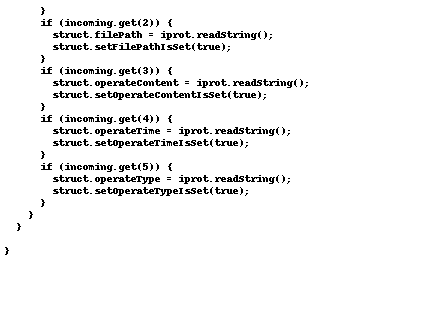 }
      if (incoming.get(2)) {
        struct.filePath = iprot.readString();
        struct.setFilePathIsSet(true);
      }
      if (incoming.get(3)) {
        struct.operateContent = iprot.readString();
        struct.setOperateContentIsSet(true);
      }
      if (incoming.get(4)) {
        struct.operateTime = iprot.readString();
        struct.setOperateTimeIsSet(true);
      }
      if (incoming.get(5)) {
        struct.operateType = iprot.readString();
        struct.setOperateTypeIsSet(true);
      }
    }
  }
}